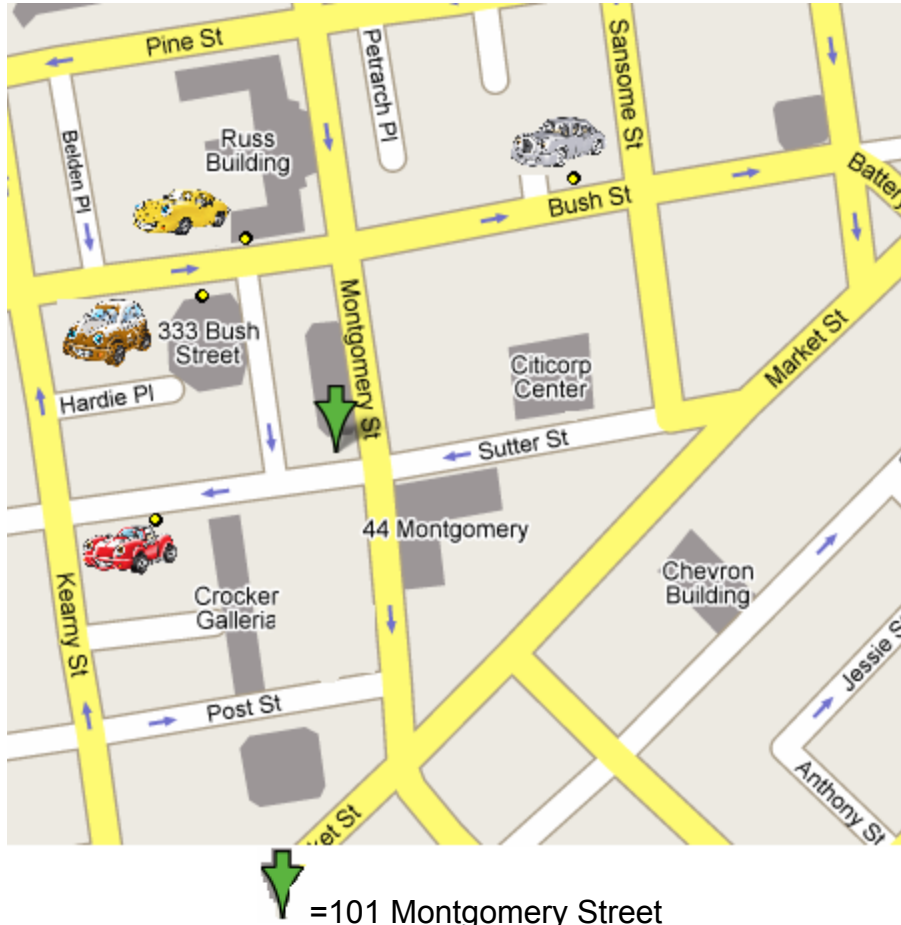 Pine St
Petrarch Pl
Sansome St
Belden Pl
Russ
Building
Battery
Bush St
Montgomery St
333 Bush
Street
Market St
Citicorp
Center
Hardie Pl
Sutter St
44 Montgomery
Kearny St
Crocker
Galleria
Chevron
Building
Jessie S
Post St
Anthony St
ket St
=101 Montgomery Street